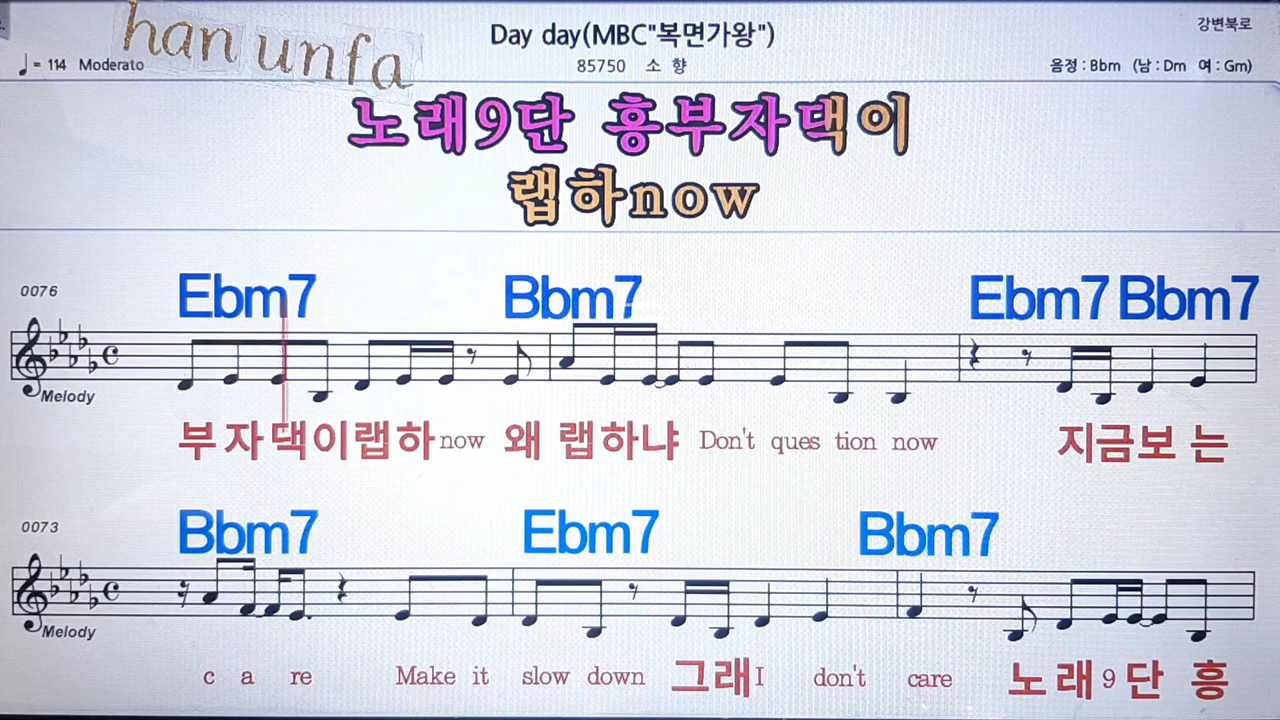 han unfa
Day day(MBC"복면가왕")
강변북로
♩= 114 Moderato
85750 소 향
음정 : Bbm (남 : Dm 여 : Gm)
노래9단 흥부자댁이
랩하now
0076
Ebm7 Bbm7 Ebm7 Bbm7
Melody
부자댁이랩하now 왜 랩하냐 Don't ques tion now 지금보 는
0073
Bbm7 Ebm7 Bbm7
Melody
c a re Make it slow down 그래I don't care 노래9단 흥